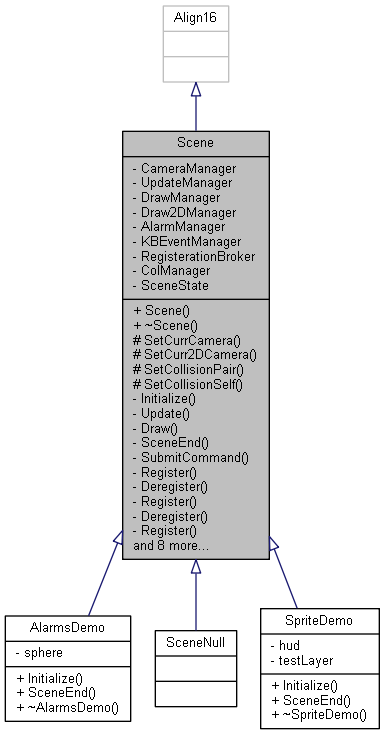 Align16
Scene
- CameraManager
- UpdateManager
- DrawManager
- Draw2DManager
- AlarmManager
- KBEventManager
- RegisterationBroker
- ColManager
- SceneState
+ Scene()
+ ~Scene()
# SetCurrCamera()
# SetCurr2DCamera()
# SetCollisionPair()
# SetCollisionSelf()
- Initialize()
- Update()
- Draw()
- SceneEnd()
- SubmitCommand()
- Register()
- Deregister()
- Register()
- Deregister()
- Register()
and 8 more...
AlarmsDemo
- sphere
+ Initialize()
+ SceneEnd()
+ ~AlarmsDemo()
SceneNull
SpriteDemo
- hud
- testLayer
+ Initialize()
+ SceneEnd()
+ ~SpriteDemo()